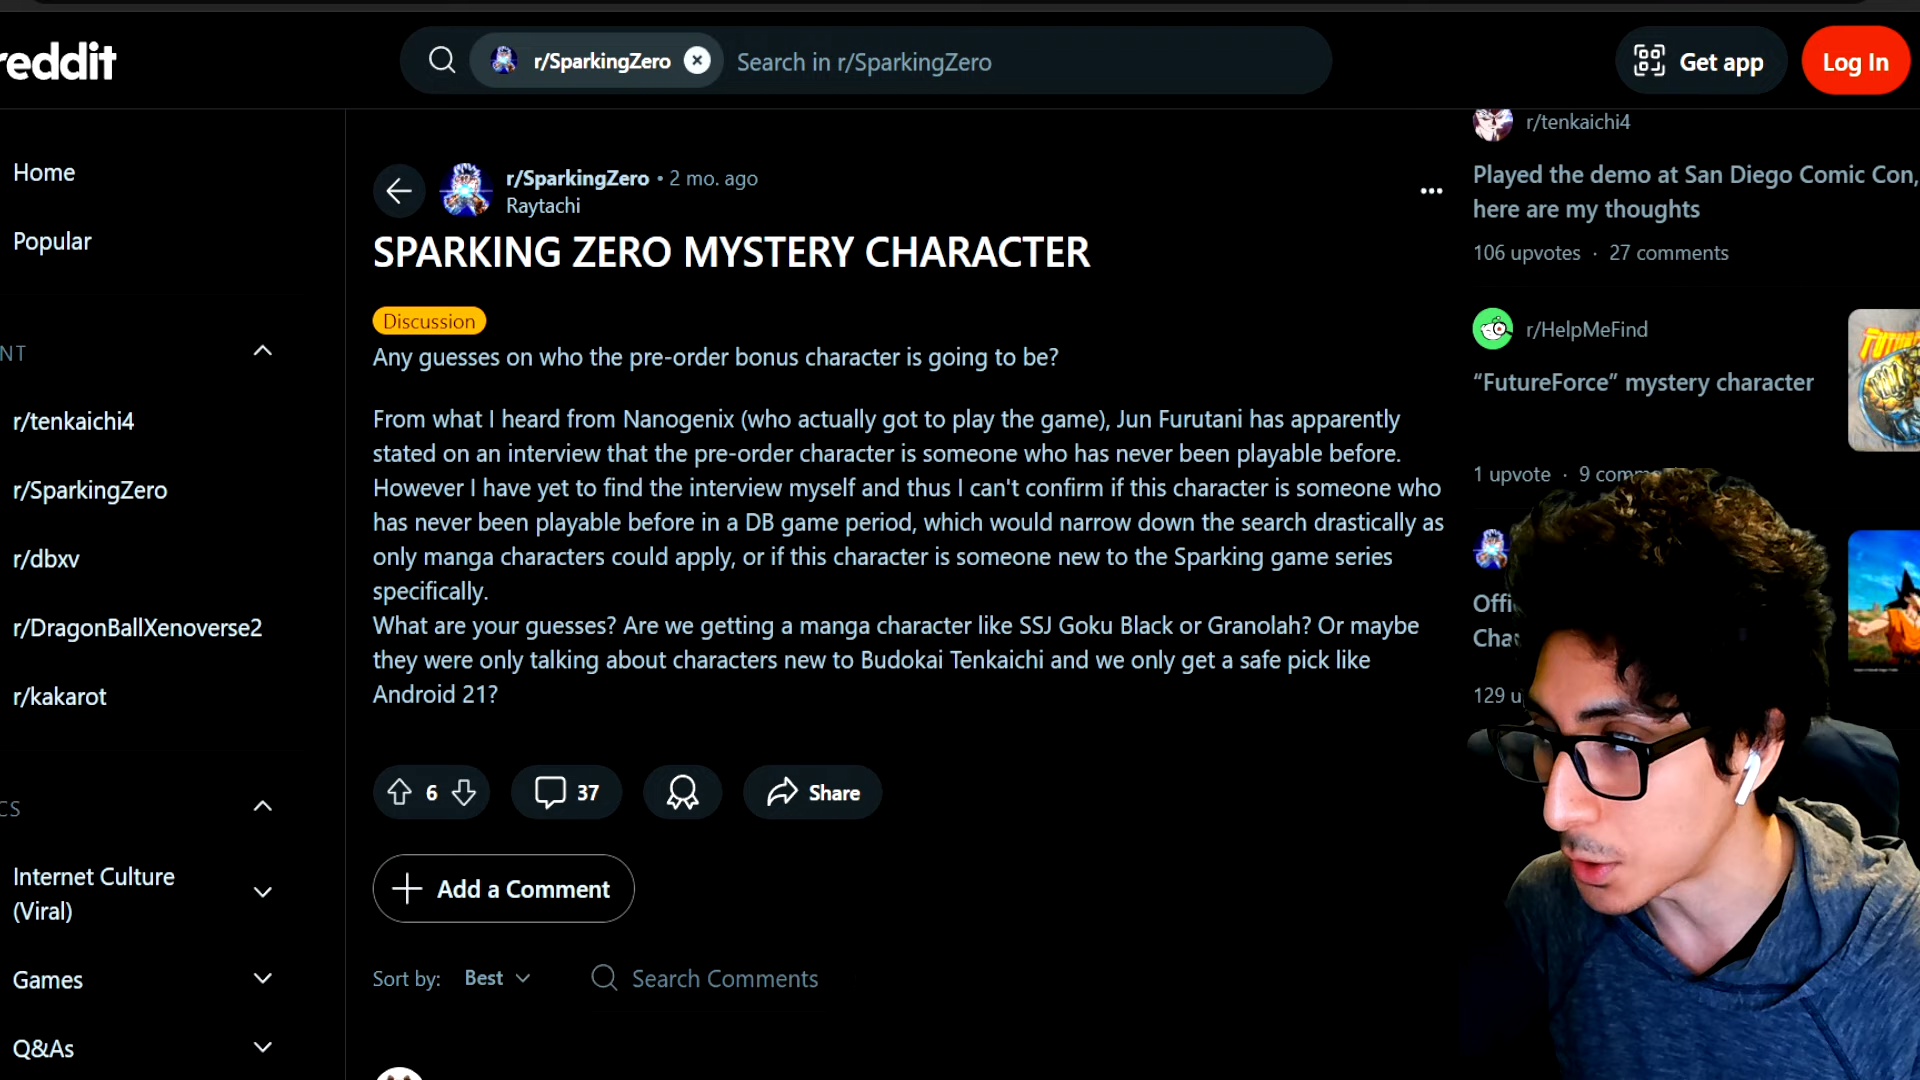 reddit
r/SparkingZero
Search in r/SparkingZero
Get app
Log In
Home
Popular
r/tenkaichi4
r/SparkingZero
r/dbxv
r/DragonBallXenoverse2
r/kakarot
Internet Culture
(Viral)
Games
Q&As
r/SparkingZero • 2 mo. ago
Raytachi
SPARKING ZERO MYSTERY CHARACTER
Discussion
Any guesses on who the pre-order bonus character is going to be?
From what I heard from Nanogenix (who actually got to play the game), Jun Furutani has apparently
stated on an interview that the pre-order character is someone who has never been playable before.
However I have yet to find the interview myself and thus I can't confirm if this character is someone who
has never been playable before in a DB game period, which would narrow down the search drastically as
only manga characters could apply, or if this character is someone new to the Sparking game series
specifically.
What are your guesses? Are we getting a manga character like SSJ Goku Black or Granolah? Or maybe
they were only talking about characters new to Budokai Tenkaichi and we only get a safe pick like
Android 21?
6
37
Share
Add a Comment
Sort by: Best
Search Comments
r/tenkaichi4
Played the demo at San Diego Comic Con,
here are my thoughts
106 upvotes · 27 comments
r/HelpMeFind
“FutureForce” mystery character
1 upvote · 9
129